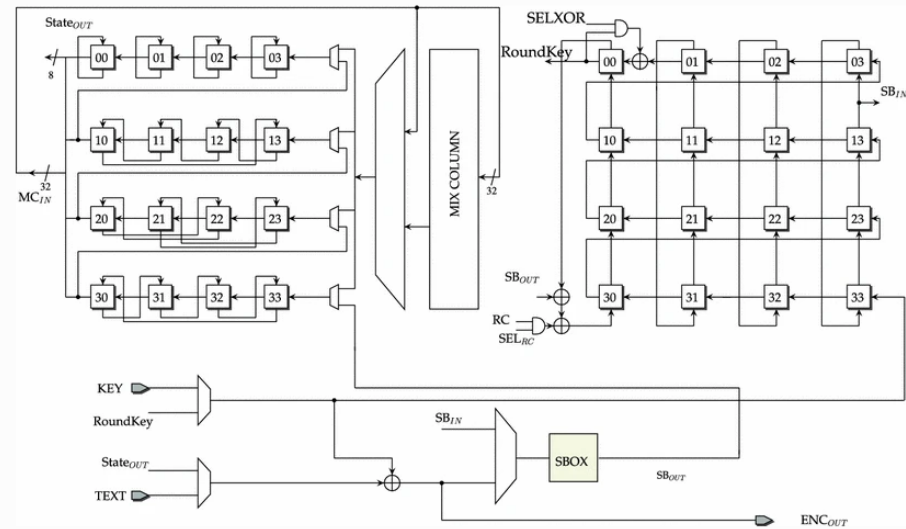 State_OUT
8
00 01 02 03
10 11 12 13
32
MC_IN
20 21 22 23
30 31 32 33
MIX COLUMN
32
SELXOR
RoundKey
00 01 02 03
SB_IN
10 11 12 13
20 21 22 23
SB_OUT
30 31 32 33
RC
SEL_RC
KEY
RoundKey
SB_IN
State_OUT
SBOX
SB_OUT
TEXT
ENC_OUT